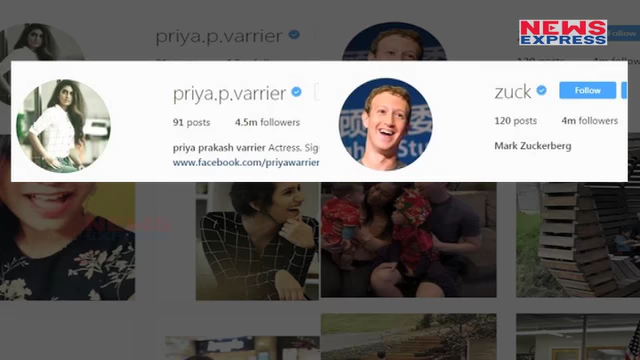 NEWS
EXPRESS
priya.p.varrier
priya.p.varrier
91 posts 4.5m followers
priya prakash varrier Actress. Sig
www.facebook.com/priyawarrier
zuck Follow
120 posts 4m followers
Mark Zuckerberg